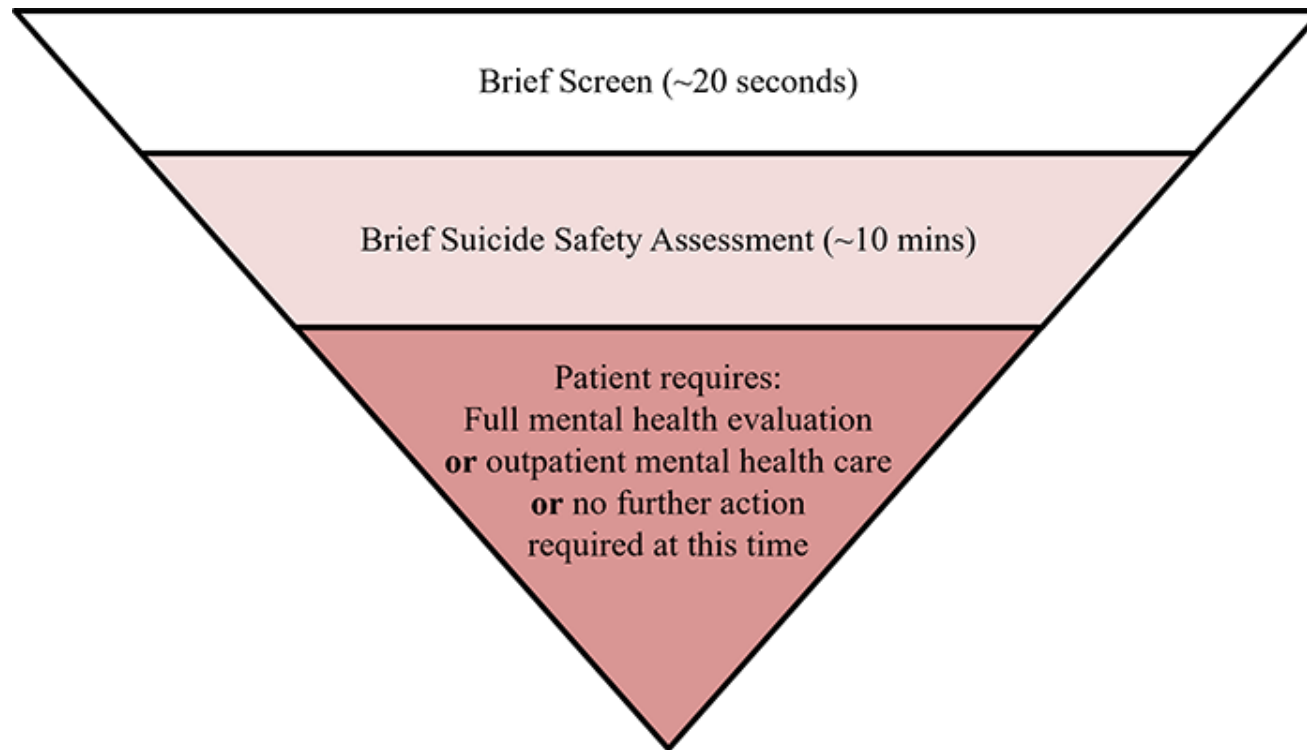 Brief Screen (~20 seconds)
Brief Suicide Safety Assessment (~10 mins)
Patient requires:
Full mental health evaluation
or outpatient mental health care
or no further action
required at this time